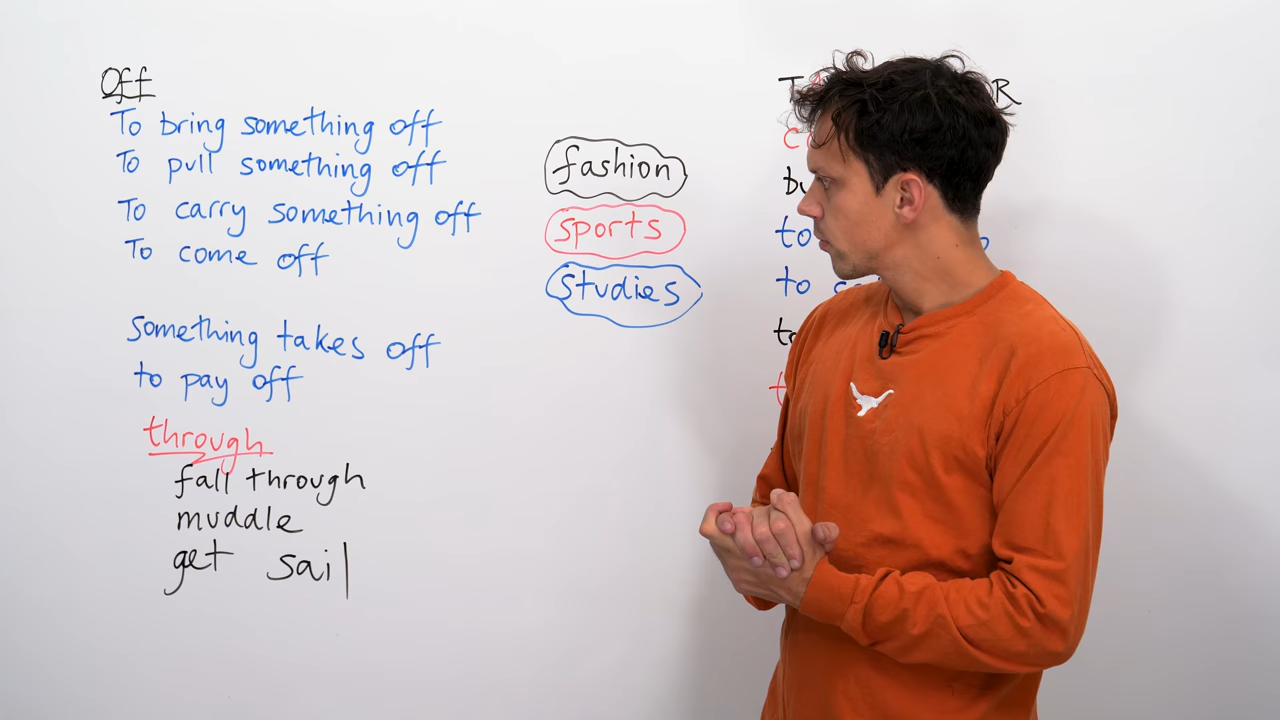 Off
To bring something off
To pull something off
To carry something off
To come off
something takes off
to pay off
through
fall through
muddle
get sail
fashion
sports
studies
to
to